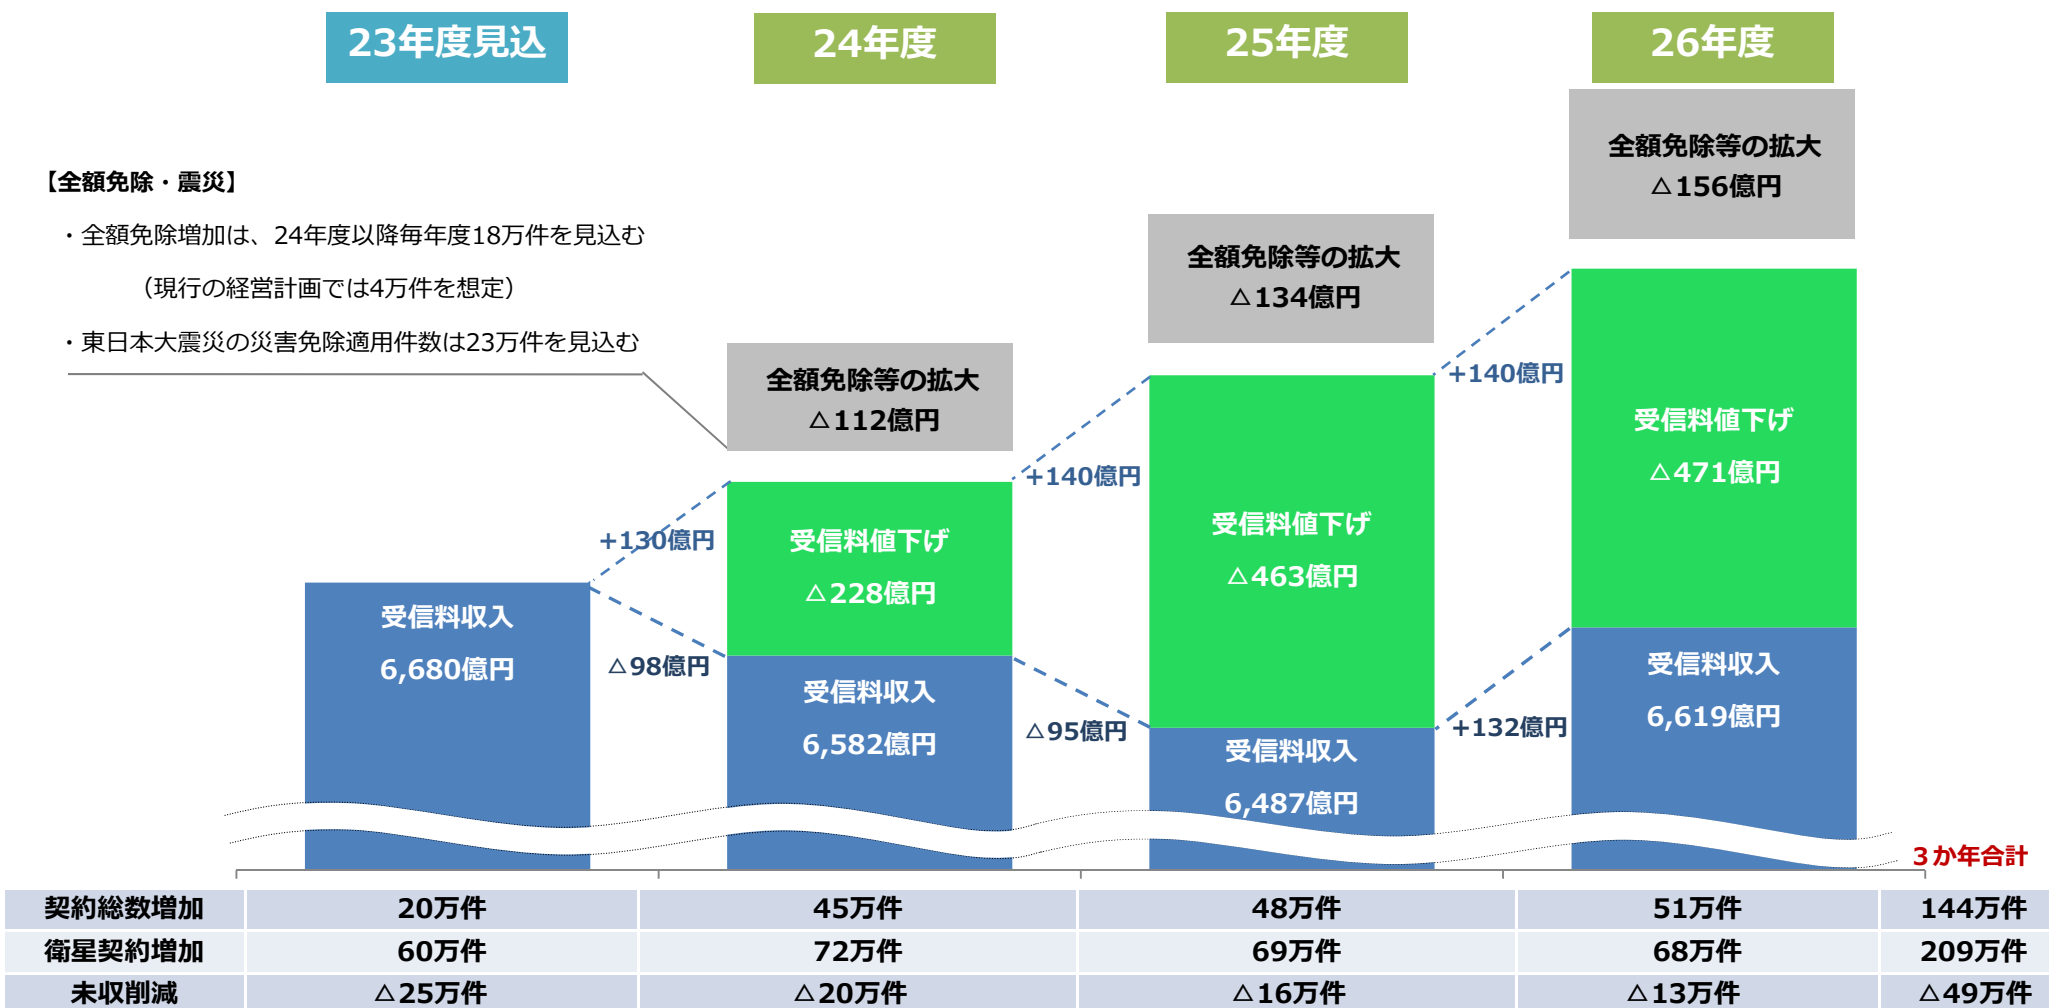 23年度見込
24年度
25年度
26年度
【全額免除・震災】
・全額免除増加は、24年度以降毎年度18万件を見込む
（現行の経営計画では4万件を想定）
・東日本大震災の災害免除適用件数は23万件を見込む
受信料収入
6,680億円
+130億円
△98億円
全額免除等の拡大
△112億円
受信料値下げ
△228億円
受信料収入
6,582億円
+140億円
△95億円
全額免除等の拡大
△134億円
受信料値下げ
△463億円
受信料収入
6,487億円
+140億円
+132億円
全額免除等の拡大
△156億円
受信料値下げ
△471億円
受信料収入
6,619億円
３か年合計
契約総数増加 20万件 45万件 48万件 51万件 144万件
衛星契約増加 60万件 72万件 69万件 68万件 209万件
未収削減 △25万件 △20万件 △16万件 △13万件 △49万件